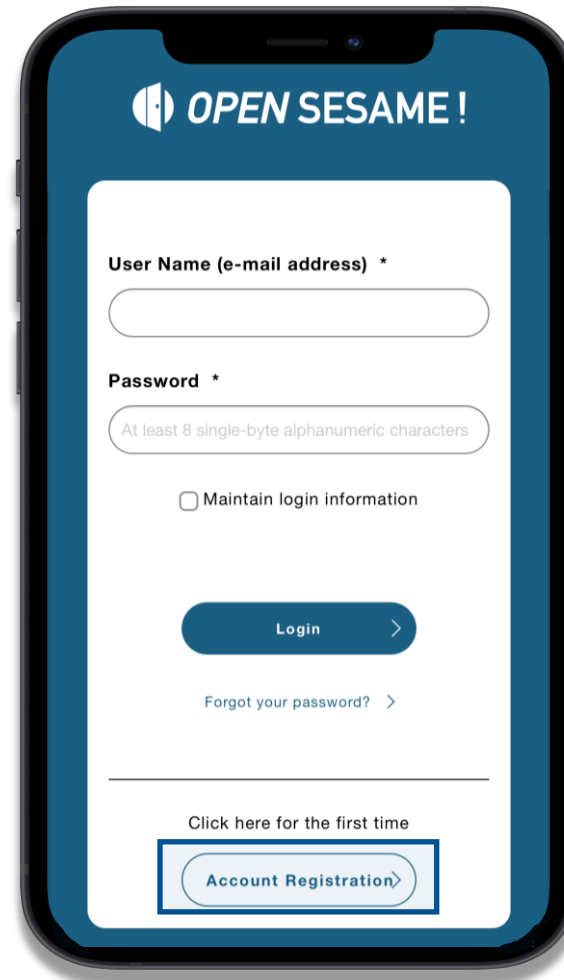 OPEN SESAME!
User Name (e-mail address) *
Password *
At least 8 single-byte alphanumeric characters
Maintain login information
Login
Forgot your password?
Click here for the first time
Account Registration